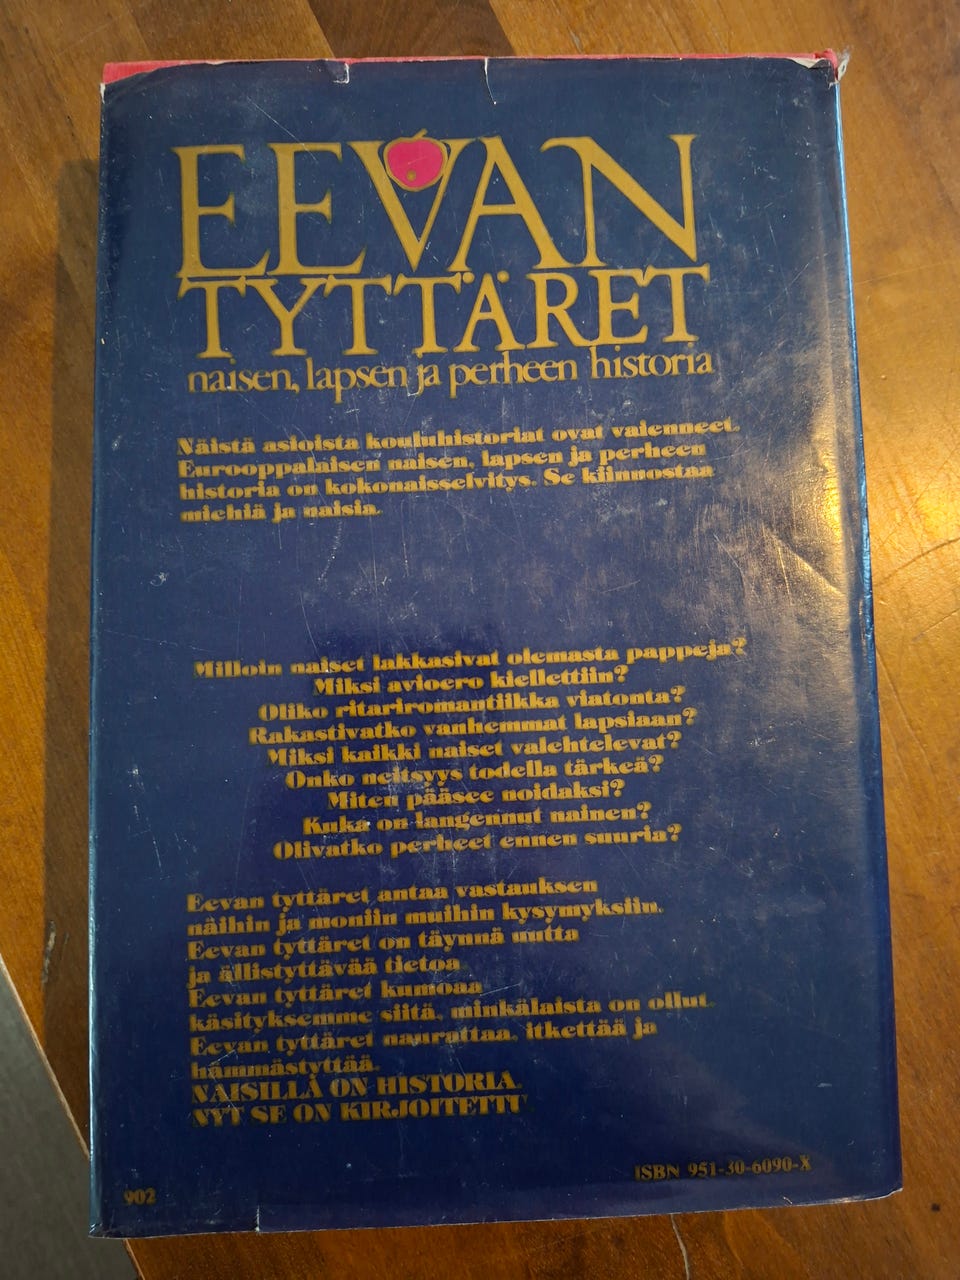 EEVAN
TYTTÄRET
naisen, lapsen ja perheen historia
Näistä asioista kouluhistoriat ovat vaienneet.
Eurooppalaisen naisen, lapsen ja perheen
historia on kokonaisselvitys. Se kiinnostaa
miehiä ja naisia.
Milloin naiset lakkasivat olemasta pappeja?
Miksi avioero kiellettiin?
Oliko ritariromantiikka viatonta?
Rakastivatko vanhemmat lapsiaan?
Miksi kaikki naiset valehtelevat?
Onko neitsyys todella tärkeä?
Miten pääsee noidaksi?
Kuka on langennut nainen?
Olivatko perheet ennen suuria?
Eevan tyttäret antaa vastauksen
näihin ja moniin muihin kysymyksiin.
Eevan tyttäret on täynnä uutta
ja ällistyttävää tietoa.
Eevan tyttäret kumoaa
käsityksemme siitä, minkälaista on ollut.
Eevan tyttäret naurattaa, itkettää ja
hämmästyttää.
NAISILLA ON HISTORIA.
NYT SE ON KIRJOITETTU.
ISBN 951-30-6090-X
902